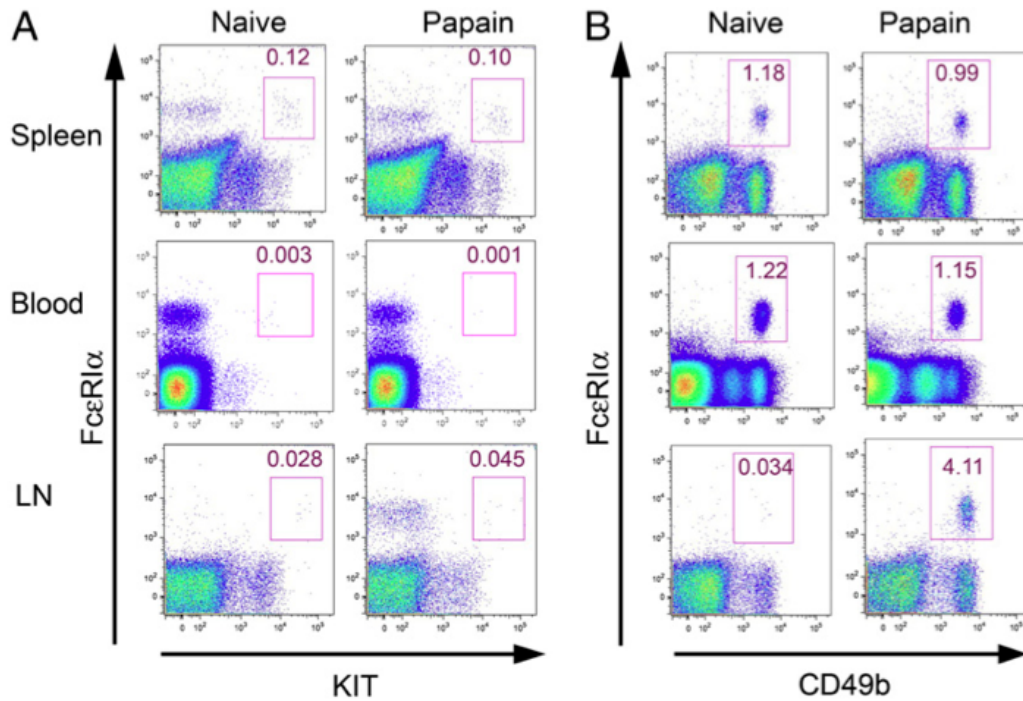 A
Naive
Papain
B
Naive
Papain
Spleen
Blood
LN
FcεRIα
0.12
0.10
0.003
0.001
0.028
0.045
KIT
FcεRIα
1.18
0.99
1.22
1.15
0.034
4.11
CD49b